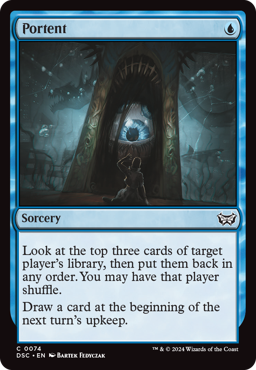 Portent
Sorcery
Look at the top three cards of target
player's library, then put them back in
any order. You may have that player
shuffle.
Draw a card at the beginning of the
next turn's upkeep.
C 0074
DSC • EN Bartek Fedyczak
™ & © 2024 Wizards of the Coast